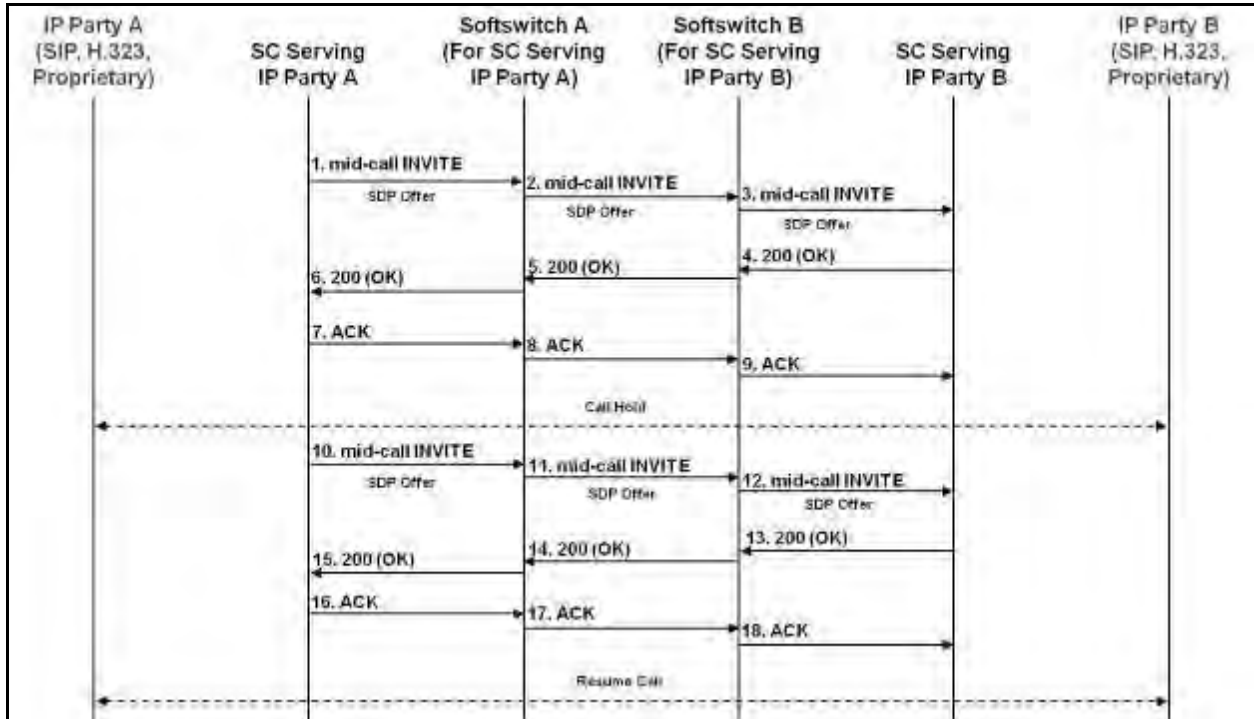 IP Party A
(SIP, H.323,
Proprietary)
SC Serving
IP Party A
Softswitch A
(For SC Serving
IP Party A)
Softswitch B
(For SC Serving
IP Party B)
SC Serving
IP Party B
IP Party B
(SIP, H.323,
Proprietary)
1. mid-call INVITE
SDP Offer
2. mid-call INVITE
SDP Offer
3. mid-call INVITE
SDP Offer
4. 200 (OK)
5. 200 (OK)
6. 200 (OK)
7. ACK
8. ACK
9. ACK
Call Hold
10. mid-call INVITE
SDP Offer
11. mid-call INVITE
SDP Offer
12. mid-call INVITE
SDP Offer
13. 200 (OK)
14. 200 (OK)
15. 200 (OK)
16. ACK
17. ACK
18. ACK
Resume Call